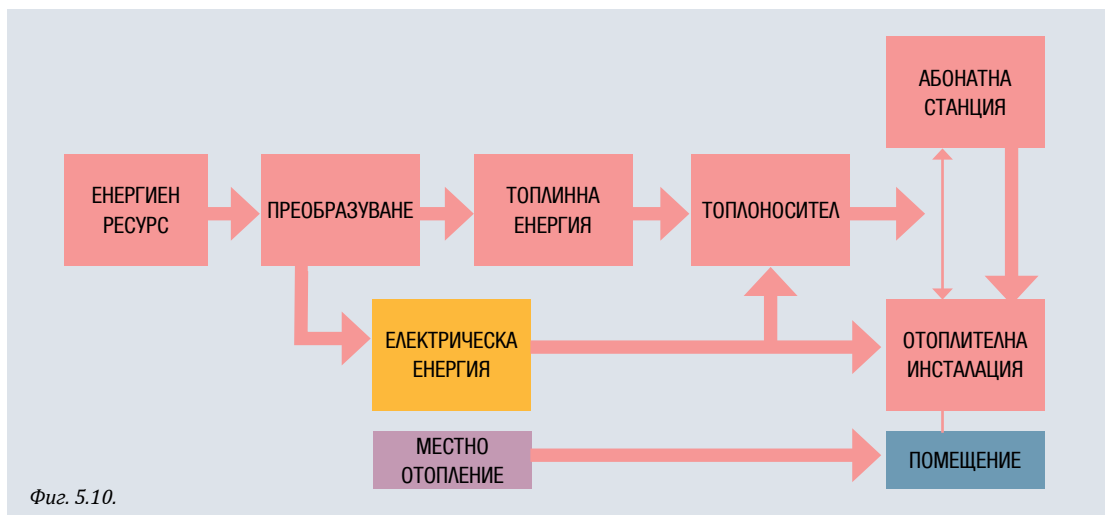 АБОНАТНА
СТАНЦИЯ
ЕНЕРГИЕН
РЕСУРС
ПРЕОБРАЗУВАНЕ
ТОПЛИННА
ЕНЕРГИЯ
ТОПЛОНОСИТЕЛ
ЕЛЕКТРИЧЕСКА
ЕНЕРГИЯ
ОТОПЛИТЕЛНА
ИНСТАЛАЦИЯ
МЕСТНО
ОТОПЛЕНИЕ
ПОМЕЩЕНИЕ
Фиг. 5.10.